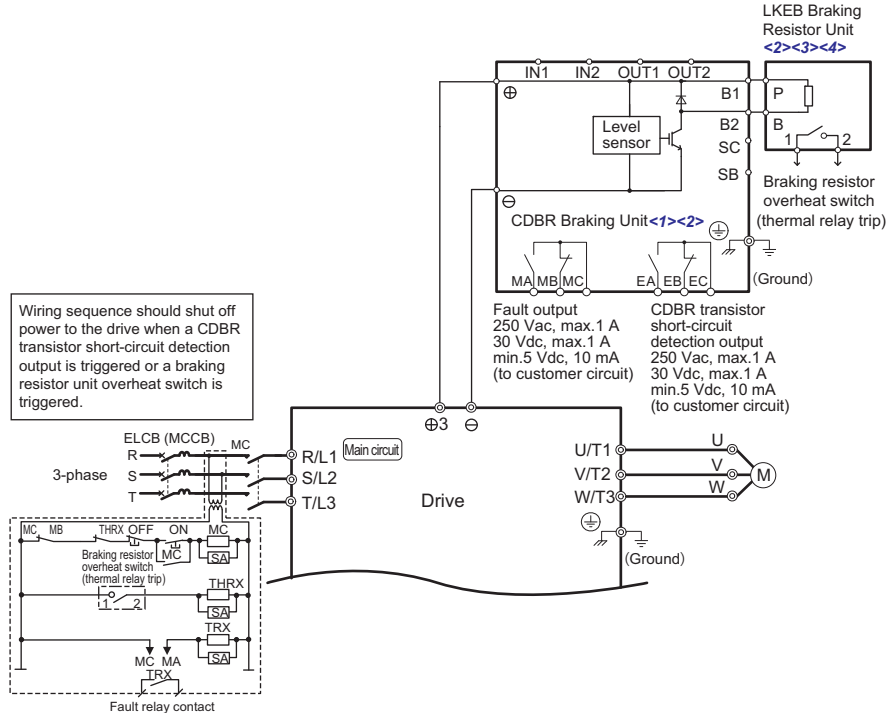 LKEB Braking
Resistor Unit
<2><3><4>
IN1 IN2 OUT1 OUT2
⊕
B1
P
Level
sensor
B2
B
SC
1 2
SB
⊖
CDBR Braking Unit<1><2>
Braking resistor
overheat switch
(thermal relay trip)
MA MB MC
EA EB EC
(Ground)
Fault output
250 Vac, max.1 A
30 Vdc, max.1 A
min.5 Vdc, 10 mA
(to customer circuit)
CDBR transistor
short-circuit
detection output
250 Vac, max.1 A
30 Vdc, max.1 A
min.5 Vdc, 10 mA
(to customer circuit)
Wiring sequence should shut off
power to the drive when a CDBR
transistor short-circuit detection
output is triggered or a braking
resistor unit overheat switch is
triggered.
⊕3 ⊖
ELCB (MCCB)
MC
3-phase
R
S
T
R/L1
S/L2
T/L3
Main circuit
Drive
U/T1
V/T2
W/T3
U
V
W
M
(Ground)
MC MB THRX OFF ON MC
MC
SA
Braking resistor
overheat switch
(thermal relay trip)
1 2
THRX
SA
TRX
SA
MC MA
TRX
Fault relay contact